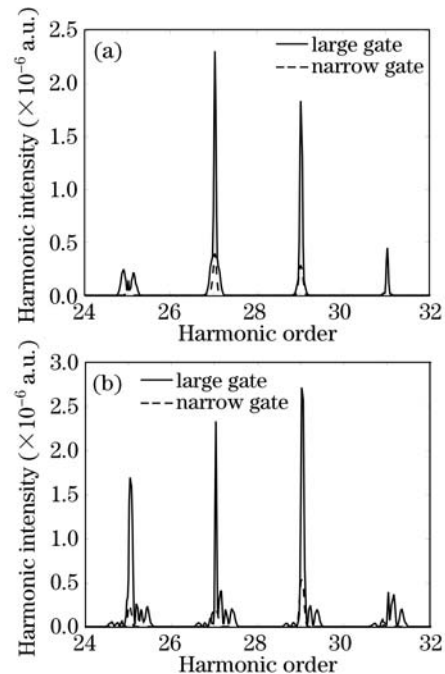 (a)
large gate
narrow gate
2.5
2.0
1.5
1.0
0.5
0.0
Harmonic intensity (×10⁻⁶ a.u.)
24 26 28 30 32
Harmonic order
(b)
large gate
narrow gate
3.0
2.5
2.0
1.5
1.0
0.5
0.0
Harmonic intensity (×10⁻⁶ a.u.)
24 26 28 30 32
Harmonic order